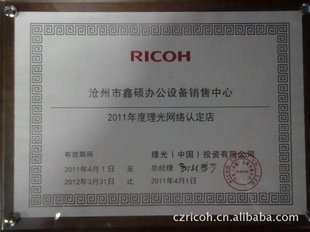 RICOH
沧州市鑫硕办公设备销售中心
2011年度理光网络认定店
有效期间
2011年4月1日 至
2012年3月31日 止
理光（中国）投资有限公司
总经理：
2011年4月1日
czricoh.cn.alibaba.com